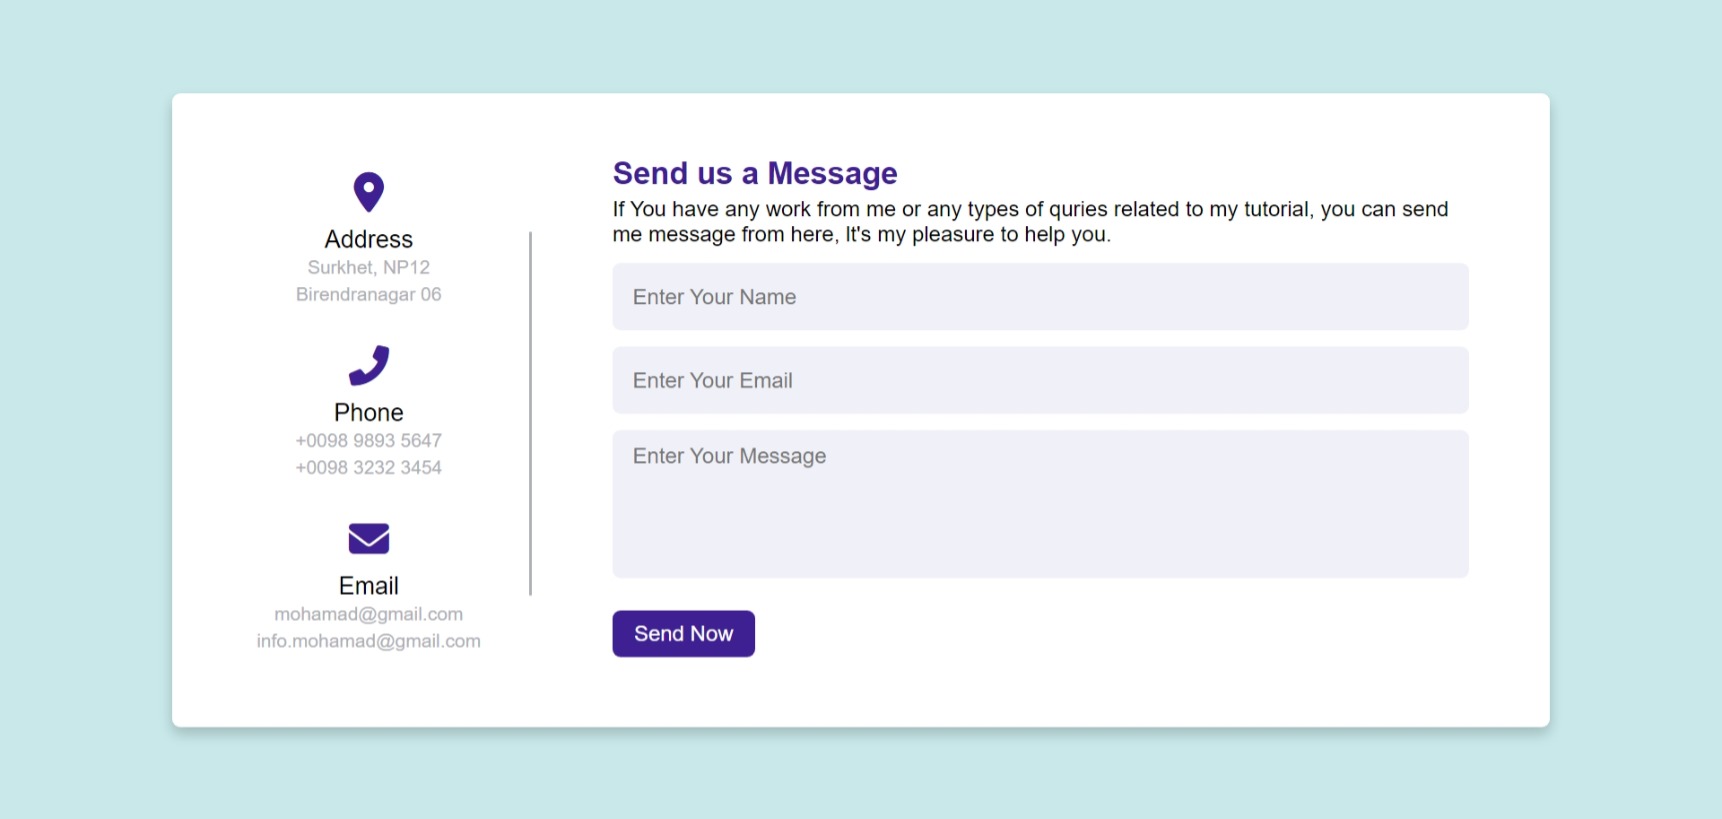 Address
Surkhet, NP12
Birendranagar 06
Phone
+0098 9893 5647
+0098 3232 3454
Email
mohamad@gmail.com
info.mohamad@gmail.com
Send us a Message
If You have any work from me or any types of quries related to my tutorial, you can send
me message from here, It's my pleasure to help you.
Enter Your Name
Enter Your Email
Enter Your Message
Send Now